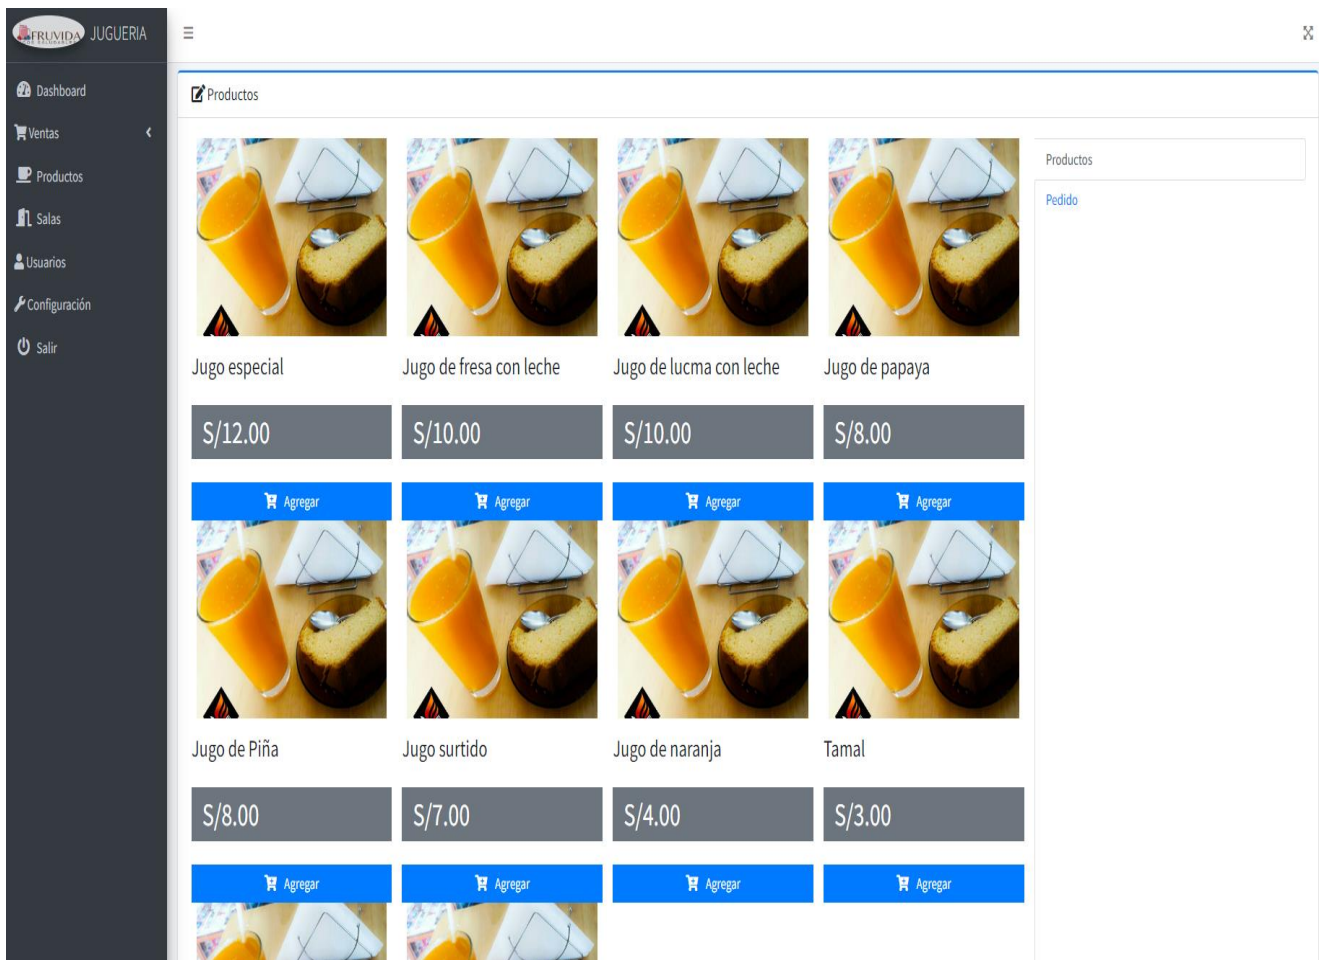 FRUVIDA
JUGUERIA
Dashboard
Ventas
Productos
Salas
Usuarios
Configuración
Salir
Productos
Jugo especial
Jugo de fresa con leche
Jugo de lucma con leche
Jugo de papaya
S/12.00
S/10.00
S/10.00
S/8.00
Agregar
Agregar
Agregar
Agregar
Jugo de Piña
Jugo surtido
Jugo de naranja
Tamal
S/8.00
S/7.00
S/4.00
S/3.00
Agregar
Agregar
Agregar
Agregar
Productos
Pedido